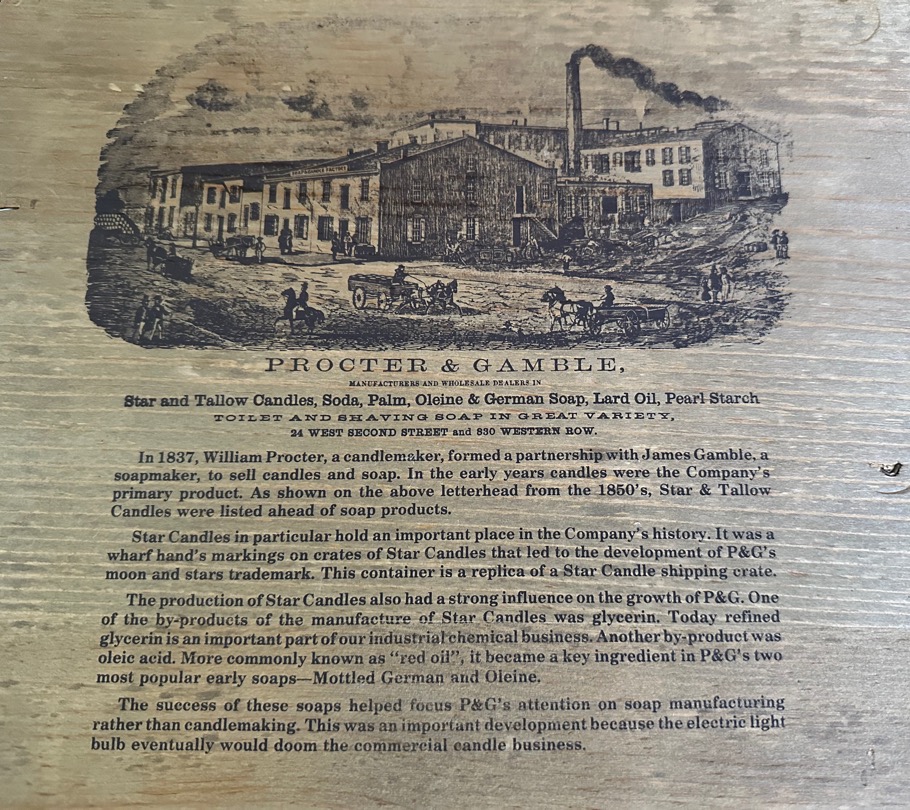 PROCTER & GAMBLE,
MANUFACTURERS AND WHOLESALE DEALERS IN
Star and Tallow Candles, Soda, Palm, Oleine & German Soap, Lard Oil, Pearl Starch
TOILET AND SHAVING SOAP IN GREAT VARIETY,
24 WEST SECOND STREET and 830 WESTERN ROW.
In 1837, William Procter, a candlemaker, formed a partnership with James Gamble, a
soapmaker, to sell candles and soap. In the early years candles were the Company's
primary product. As shown on the above letterhead from the 1850's, Star & Tallow
Candles were listed ahead of soap products.
Star Candles in particular hold an important place in the Company's history. It was a
wharf hand's markings on crates of Star Candles that led to the development of P&G's
moon and stars trademark. This container is a replica of a Star Candle shipping crate.
The production of Star Candles also had a strong influence on the growth of P&G. One
of the by-products of the manufacture of Star Candles was glycerin. Today refined
glycerin is an important part of our industrial chemical business. Another by-product was
oleic acid. More commonly known as "red oil", it became a key ingredient in P&G's two
most popular early soaps—Mottled German and Oleine.
The success of these soaps helped focus P&G's attention on soap manufacturing
rather than candlemaking. This was an important development because the electric light
bulb eventually would doom the commercial candle business.